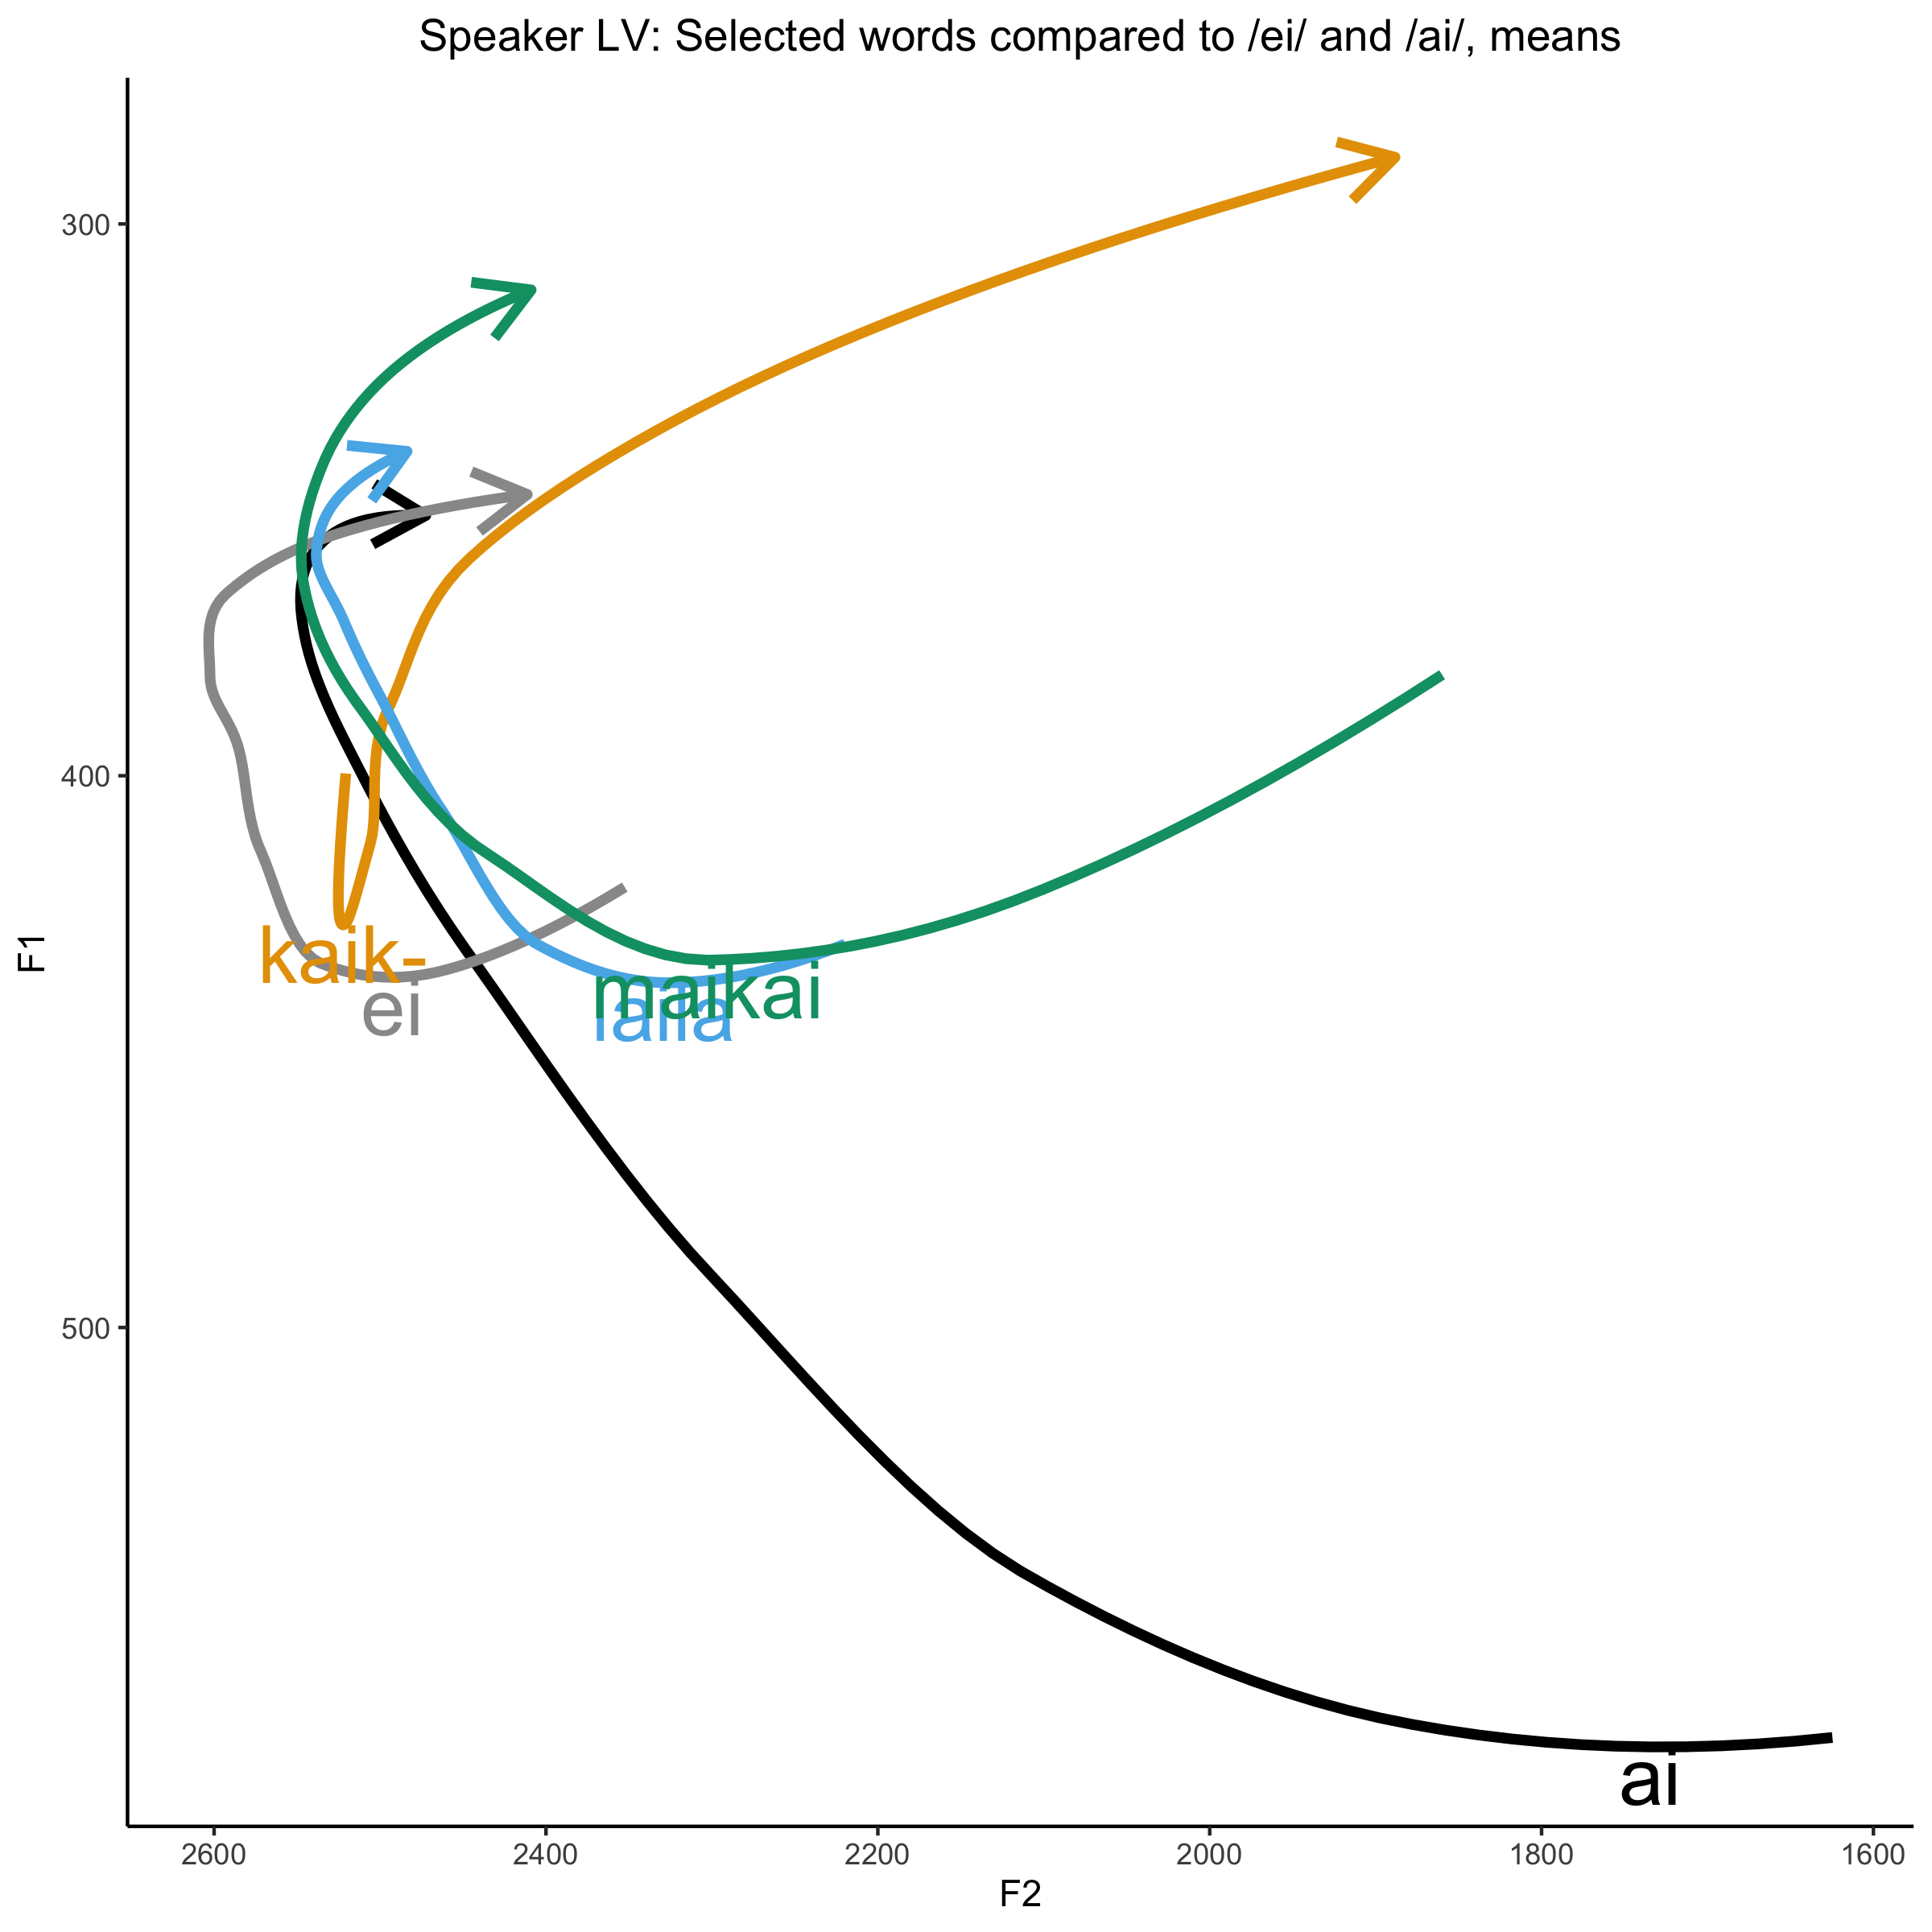 Speaker LV: Selected words compared to /ei/ and /ai/, means
300
400
500
F1
kaik-
ei
maikai
laila
ai
2600
2400
2200
2000
1800
1600
F2